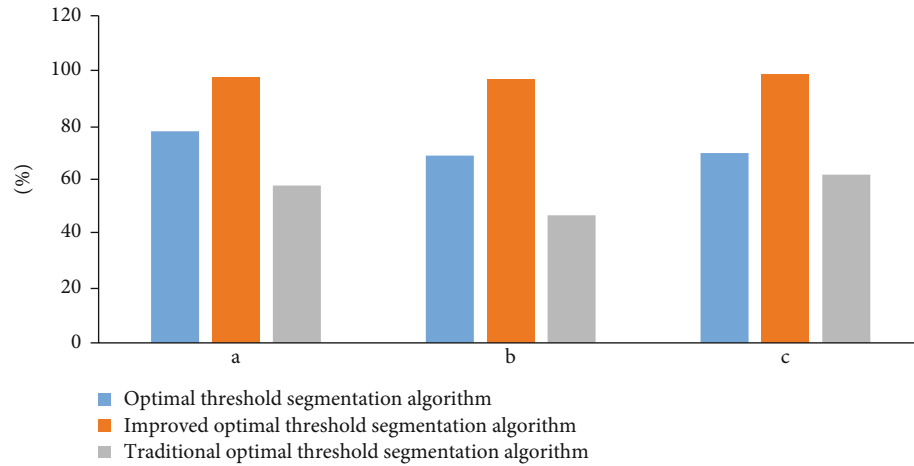 120
100
80
60
40
20
0
(%)
a
b
c
Optimal threshold segmentation algorithm
Improved optimal threshold segmentation algorithm
Traditional optimal threshold segmentation algorithm